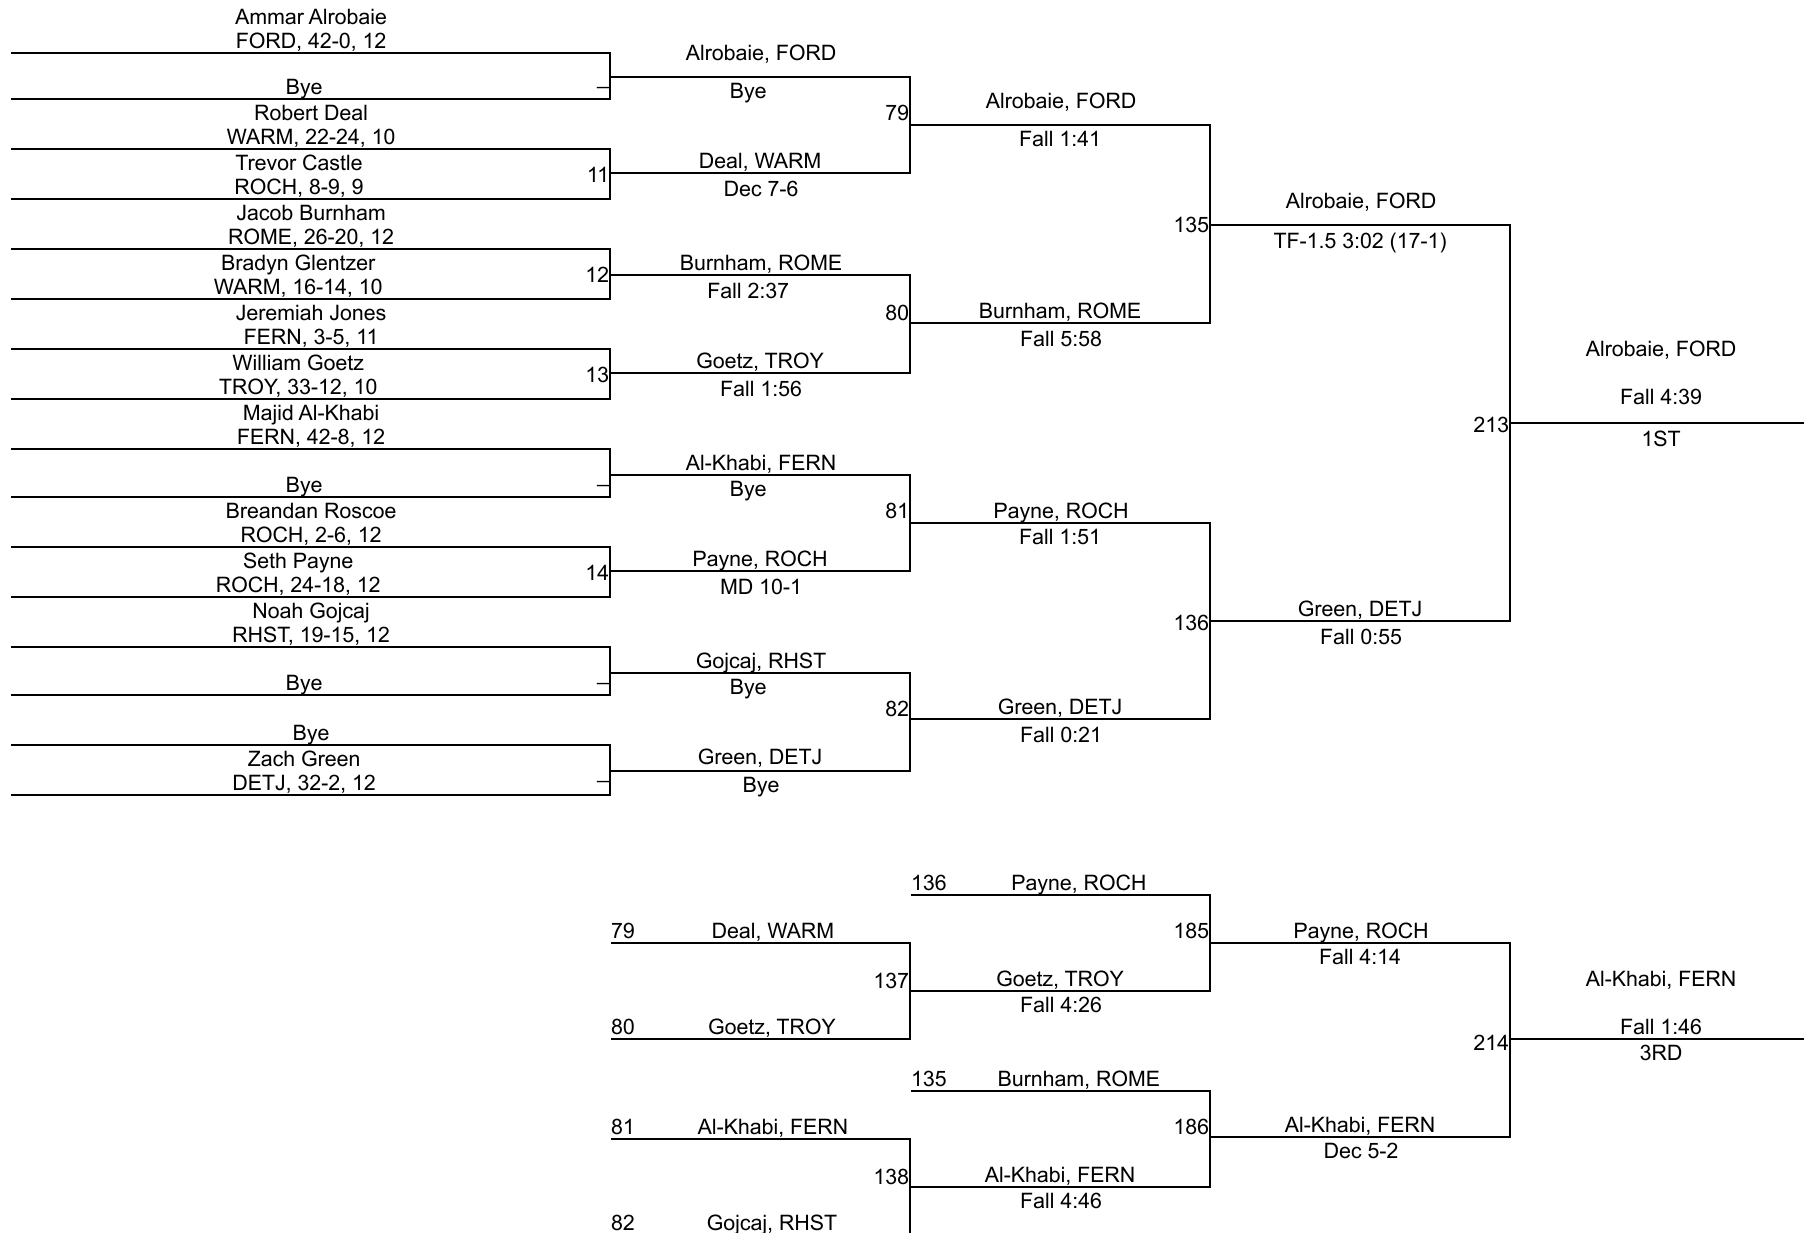 Ammar Alrobaie
FORD, 42-0, 12
Bye
Robert Deal
WARM, 22-24, 10
Trevor Castle
ROCH, 8-9, 9
Jacob Burnham
ROME, 26-20, 12
Bradyn Glentzer
WARM, 16-14, 10
Jeremiah Jones
FERN, 3-5, 11
William Goetz
TROY, 33-12, 10
Majid Al-Khabi
FERN, 42-8, 12
Bye
Breandan Roscoe
ROCH, 2-6, 12
Seth Payne
ROCH, 24-18, 12
Noah Gojcaj
RHST, 19-15, 12
Bye
Bye
Zach Green
DETJ, 32-2, 12
11
12
13
14
Alrobaie, FORD
Bye
Deal, WARM
Dec 7-6
Burnham, ROME
Fall 2:37
Goetz, TROY
Fall 1:56
Al-Khabi, FERN
Bye
Payne, ROCH
MD 10-1
Gojcaj, RHST
Bye
Green, DETJ
Bye
79
80
81
82
Alrobaie, FORD
Fall 1:41
Burnham, ROME
Fall 5:58
Payne, ROCH
Fall 1:51
Green, DETJ
Fall 0:21
135
136
Alrobaie, FORD
TF-1.5 3:02 (17-1)
Green, DETJ
Fall 0:55
213
Alrobaie, FORD
Fall 4:39
1ST
79 Deal, WARM
80 Goetz, TROY
81 Al-Khabi, FERN
82 Gojcaj, RHST
137
138
136 Payne, ROCH
Goetz, TROY
Fall 4:26
135 Burnham, ROME
Al-Khabi, FERN
Fall 4:46
185
186
Payne, ROCH
Fall 4:14
Al-Khabi, FERN
Dec 5-2
214
Al-Khabi, FERN
Fall 1:46
3RD